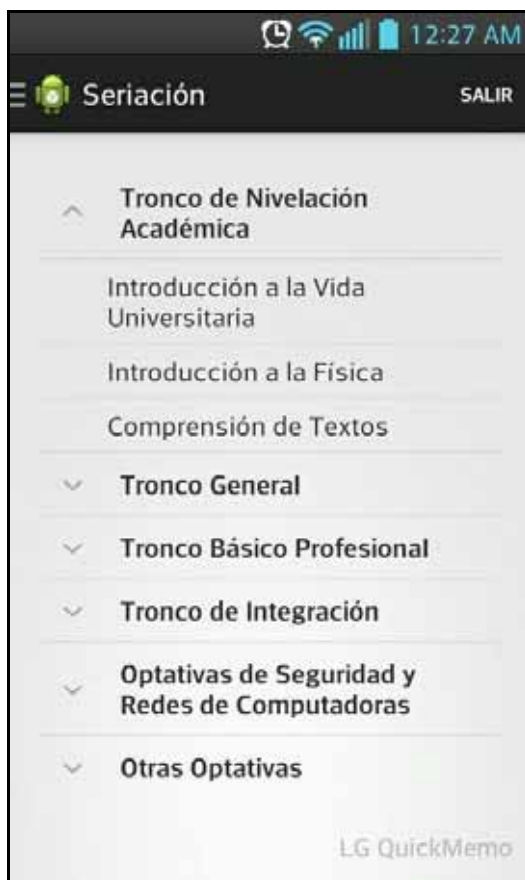 12:27 AM
Seriación
SALIR
Tronco de Nivelación
Académica
Introducción a la Vida
Universitaria
Introducción a la Física
Comprensión de Textos
Tronco General
Tronco Básico Profesional
Tronco de Integración
Optativas de Seguridad y
Redes de Computadoras
Otras Optativas
LG QuickMemo